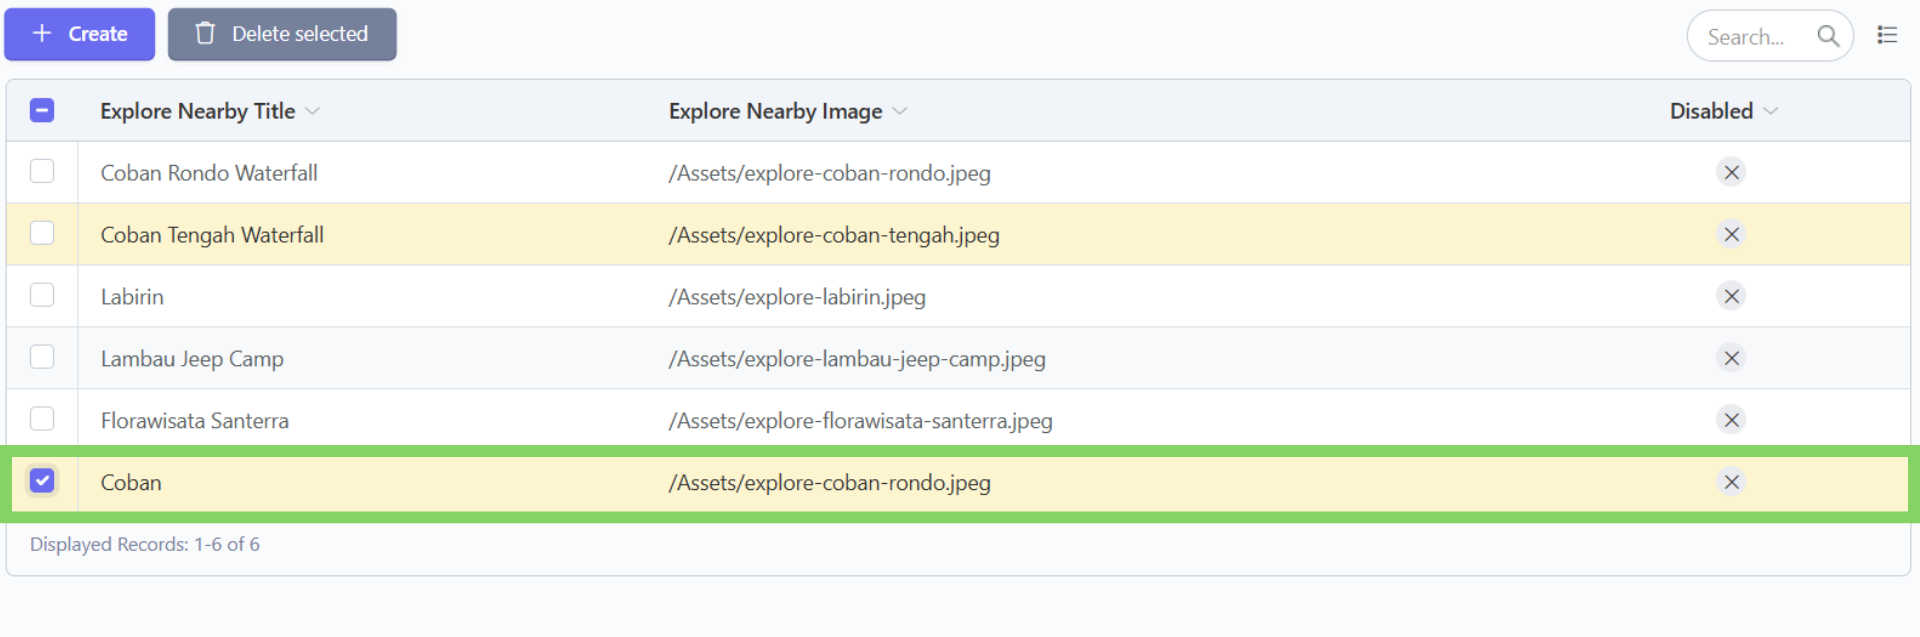 Create Delete selected Search...
Explore Nearby Title Explore Nearby Image Disabled
Coban Rondo Waterfall /Assets/explore-coban-rondo.jpeg
Coban Tengah Waterfall /Assets/explore-coban-tengah.jpeg
Labirin /Assets/explore-labirin.jpeg
Lambau Jeep Camp /Assets/explore-lambau-jeep-camp.jpeg
Florawisata Santerra /Assets/explore-florawisata-santerra.jpeg
Coban /Assets/explore-coban-rondo.jpeg
Displayed Records: 1-6 of 6